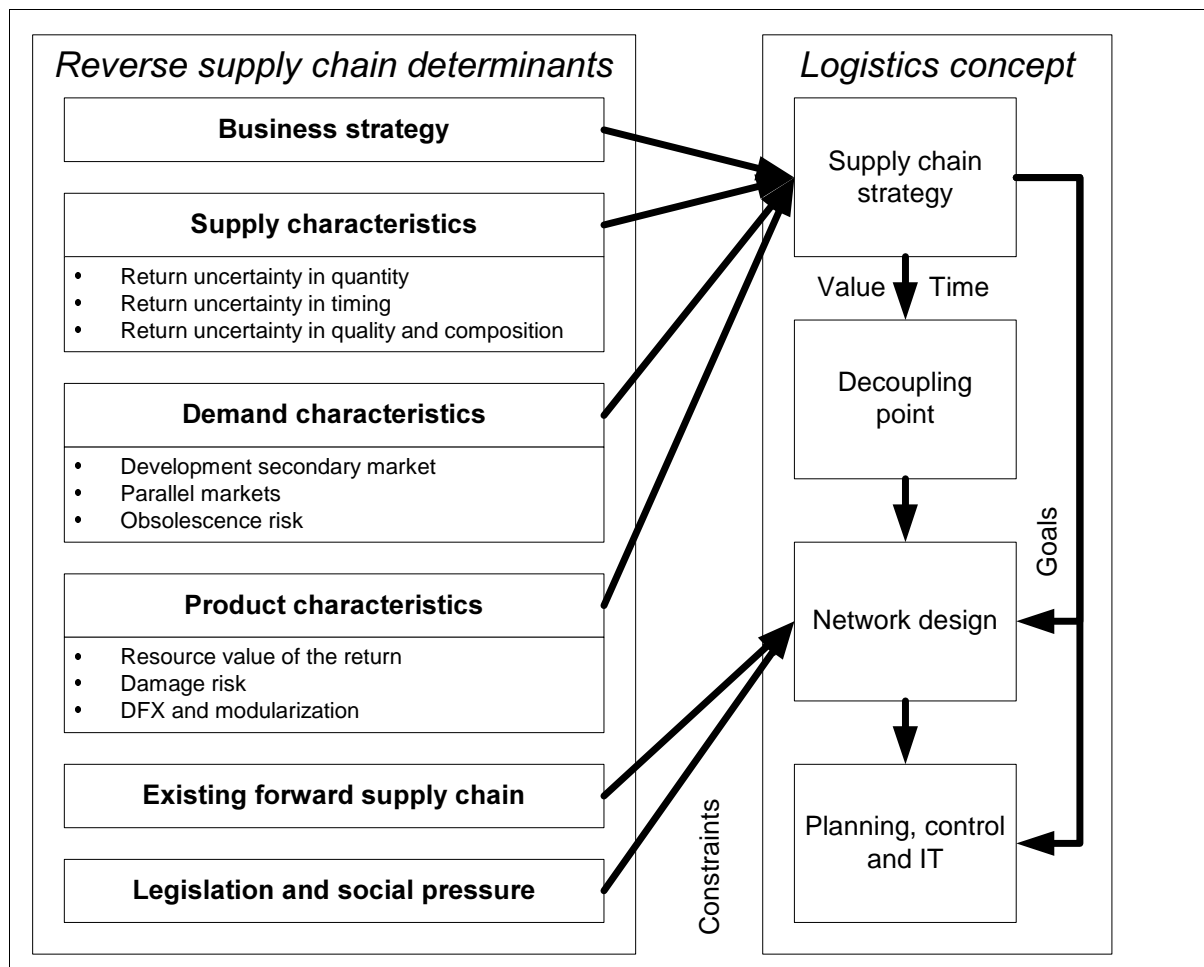 Reverse supply chain determinants
Business strategy
Supply characteristics
• Return uncertainty in quantity
• Return uncertainty in timing
• Return uncertainty in quality and composition
Demand characteristics
• Development secondary market
• Parallel markets
• Obsolescence risk
Product characteristics
• Resource value of the return
• Damage risk
• DFX and modularization
Existing forward supply chain
Legislation and social pressure
Constraints
Logistics concept
Supply chain
strategy
Value Time
Decoupling
point
Goals
Network design
Planning, control
and IT